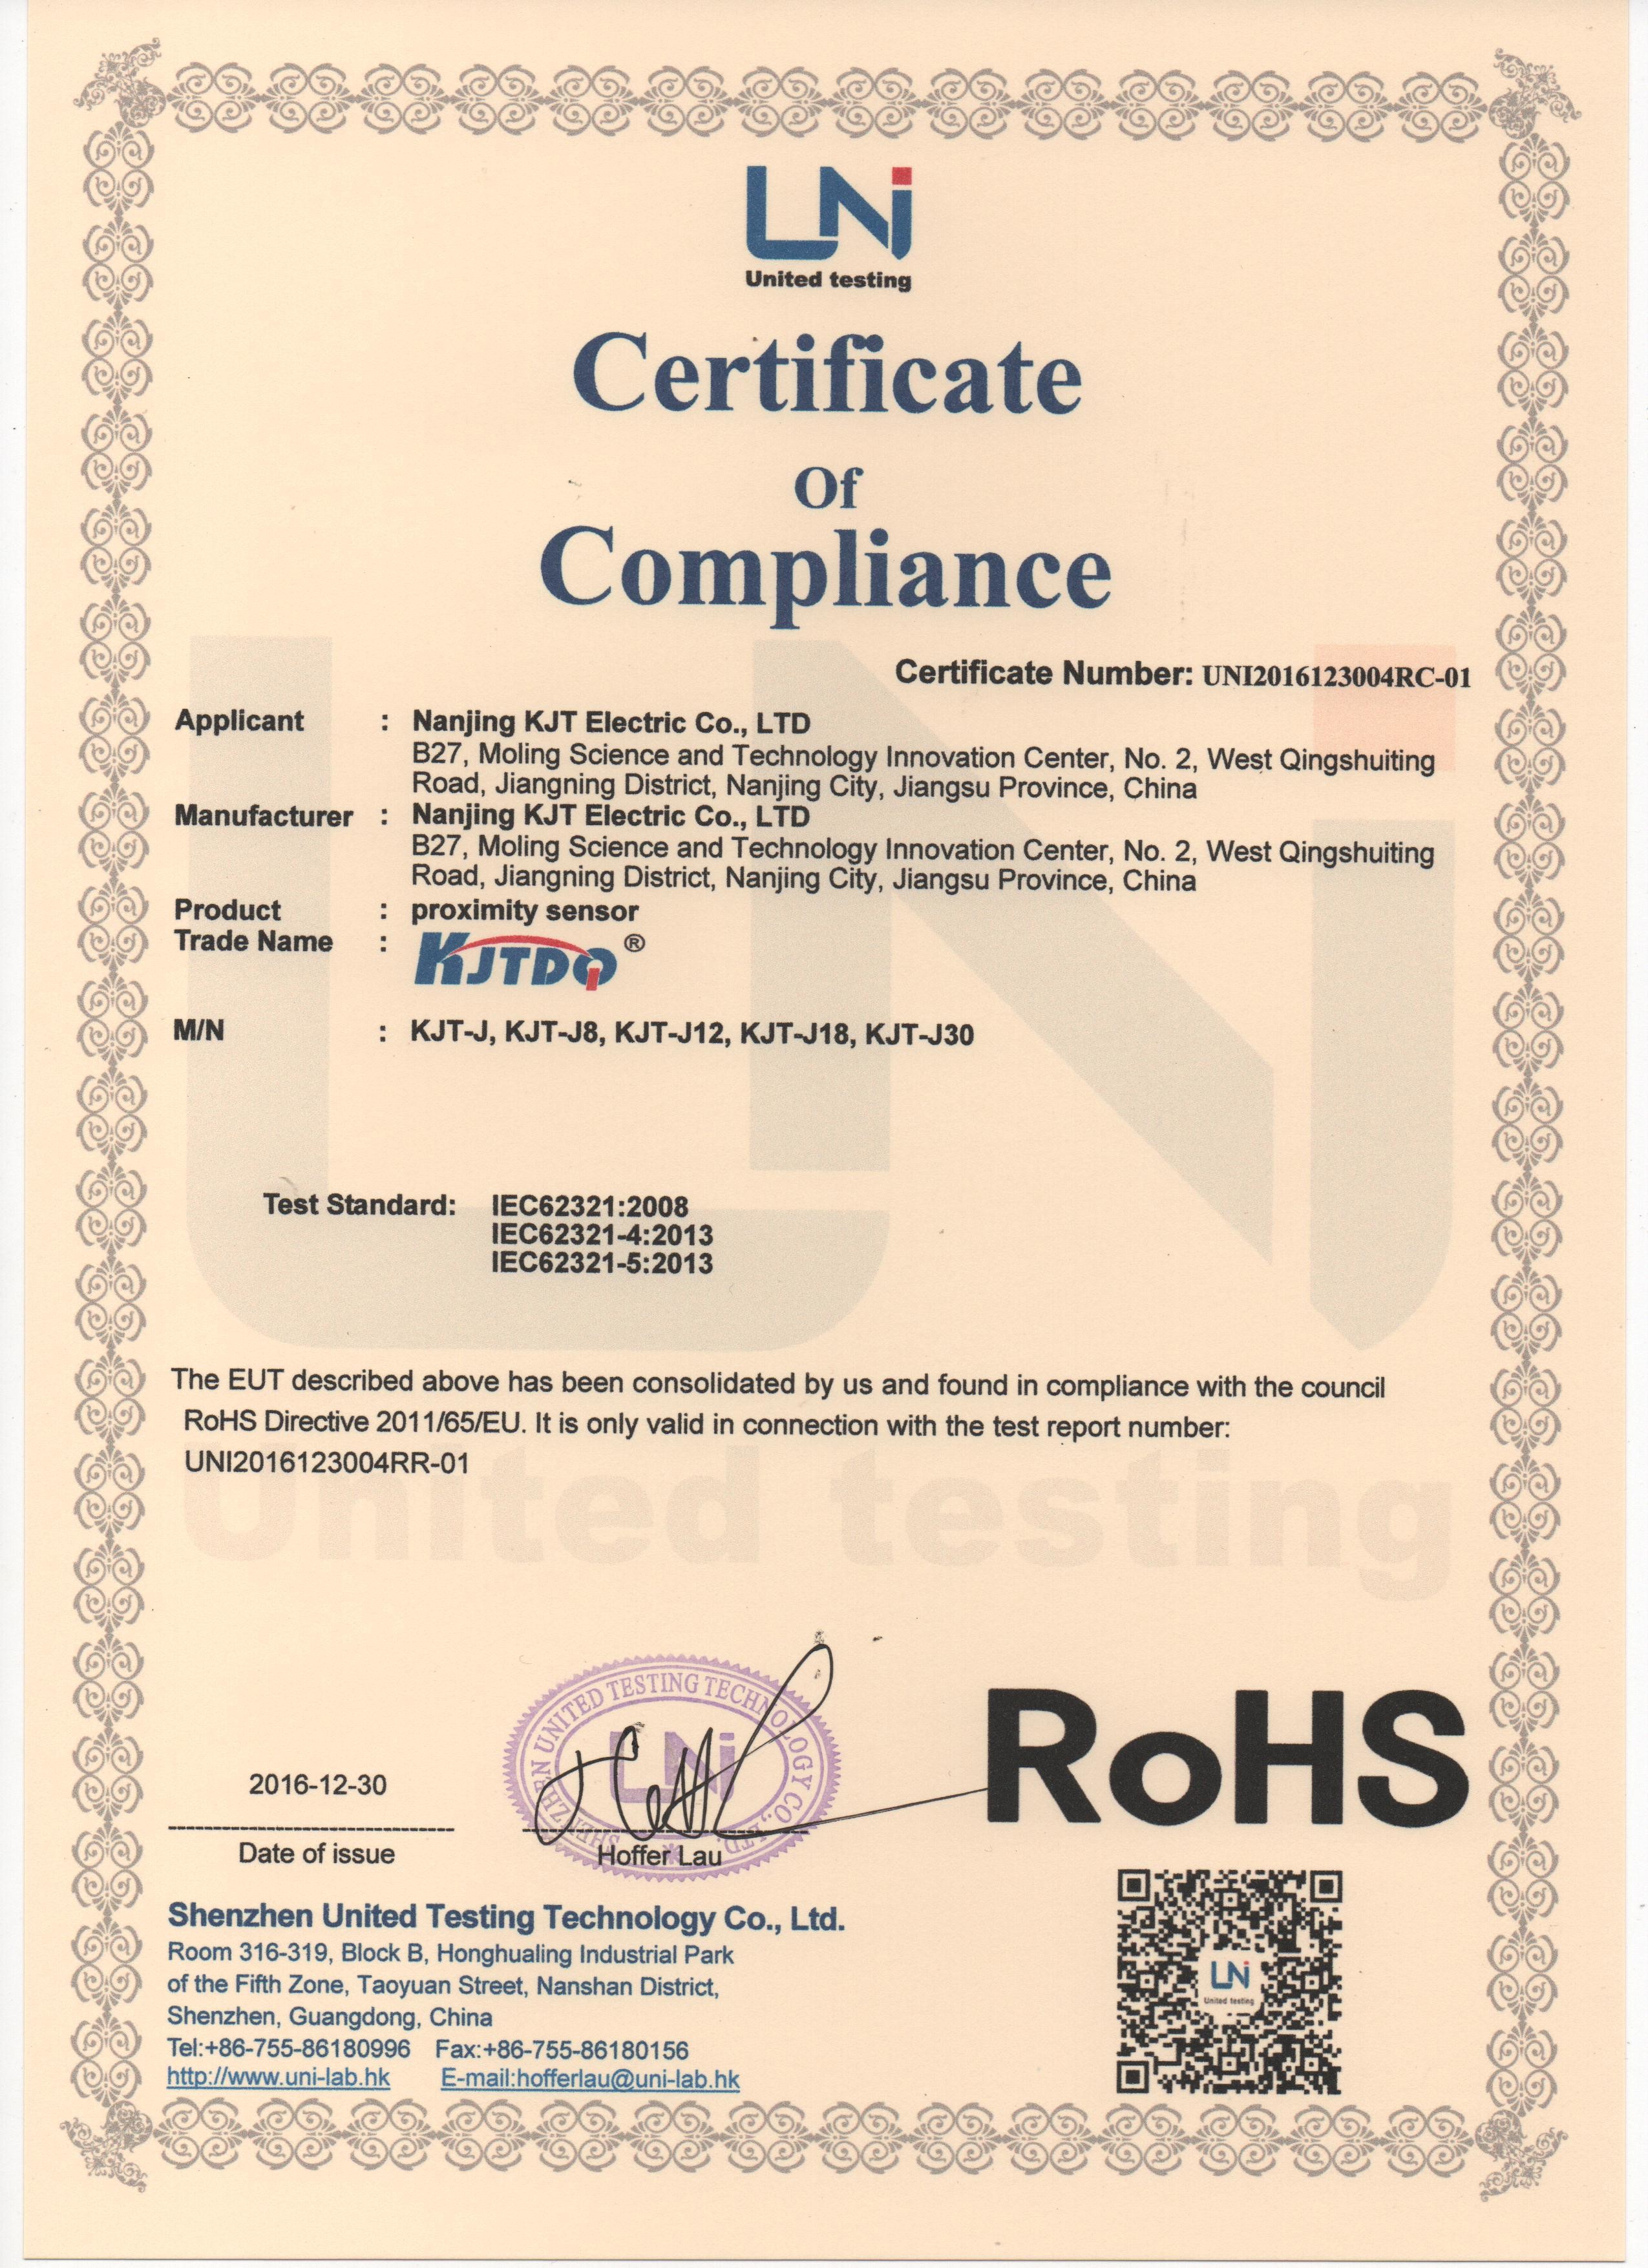 UNi
United testing
Certificate
Of
Compliance
Certificate Number: UNI2016123004RC-01
Applicant : Nanjing KJT Electric Co., LTD
B27, Moling Science and Technology Innovation Center, No. 2, West Qingshuiting
Road, Jiangning District, Nanjing City, Jiangsu Province, China
Manufacturer : Nanjing KJT Electric Co., LTD
B27, Moling Science and Technology Innovation Center, No. 2, West Qingshuiting
Road, Jiangning District, Nanjing City, Jiangsu Province, China
Product : proximity sensor
Trade Name : KJTDQ®
M/N : KJT-J, KJT-J8, KJT-J12, KJT-J18, KJT-J30
Test Standard: IEC62321:2008
IEC62321-4:2013
IEC62321-5:2013
The EUT described above has been consolidated by us and found in compliance with the council
RoHS Directive 2011/65/EU. It is only valid in connection with the test report number:
UNI2016123004RR-01
United testing
SHENZHEN UNITED TESTING TECHNOLOGY CO., LTD.
UNi
RoHS
2016-12-30
Date of issue
Hoffer Lau
Shenzhen United Testing Technology Co., Ltd.
Room 316-319, Block B, Honghualing Industrial Park
of the Fifth Zone, Taoyuan Street, Nanshan District,
Shenzhen, Guangdong, China
Tel:+86-755-86180996 Fax:+86-755-86180156
http://www.uni-lab.hk E-mail:hofferlau@uni-lab.hk
UNi
United testing